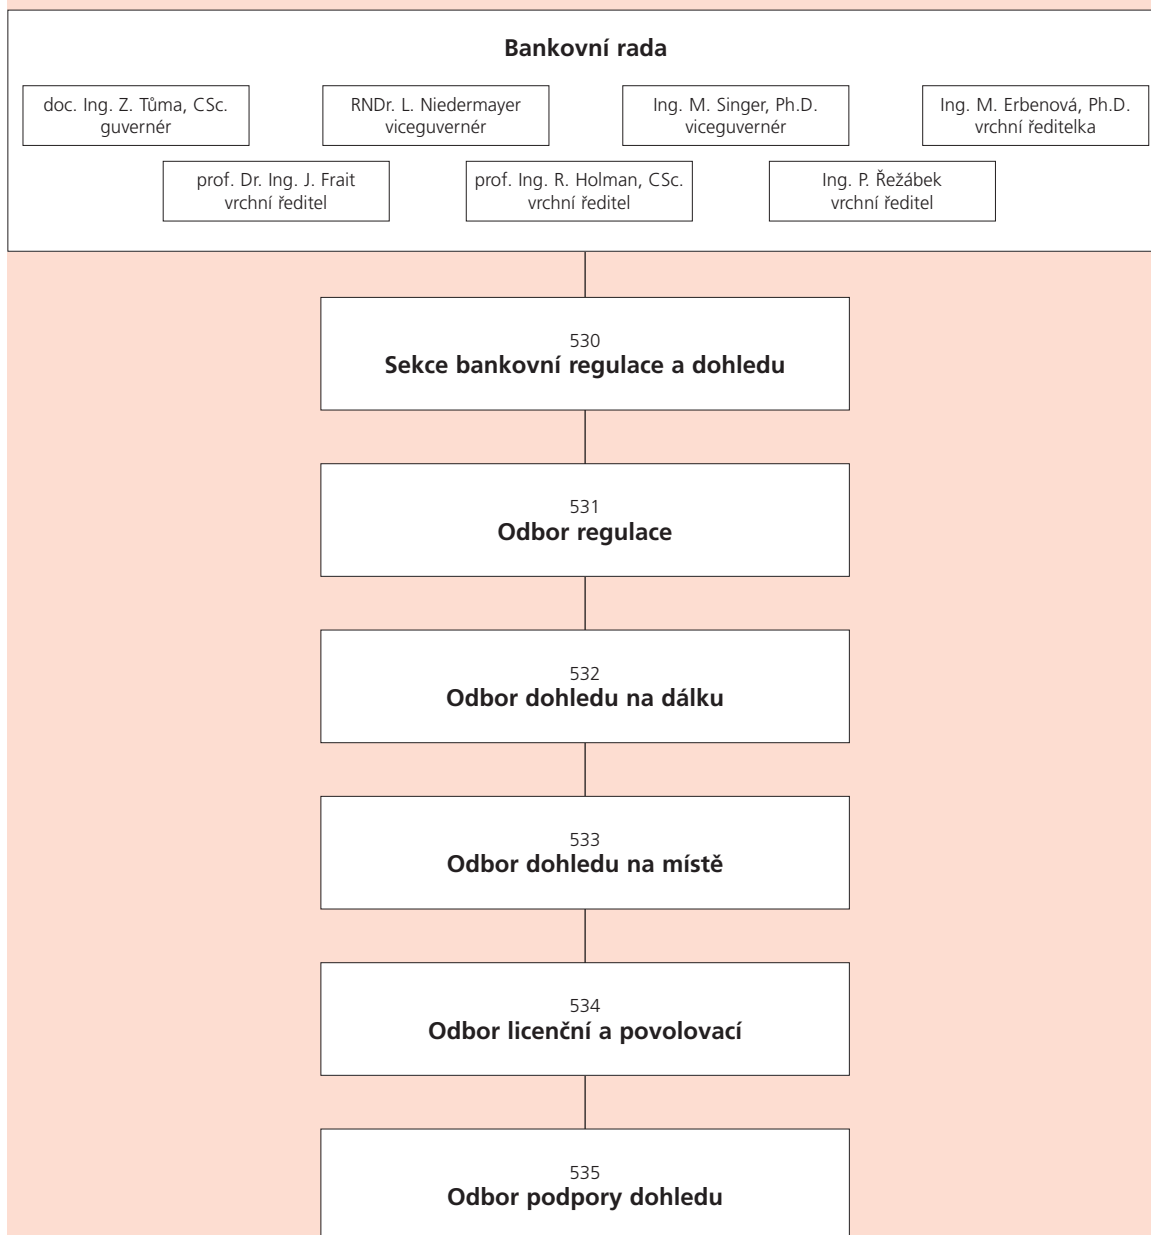 Bankovní rada
doc. Ing. Z. Tůma, CSc.
guvernér
RNDr. L. Niedermayer
viceguvernér
Ing. M. Singer, Ph.D.
viceguvernér
Ing. M. Erbenová, Ph.D.
vrchní ředitelka
prof. Dr. Ing. J. Frait
vrchní ředitel
prof. Ing. R. Holman, CSc.
vrchní ředitel
Ing. P. Řežábek
vrchní ředitel
530
Sekce bankovní regulace a dohledu
531
Odbor regulace
532
Odbor dohledu na dálku
533
Odbor dohledu na místě
534
Odbor licenční a povolovací
535
Odbor podpory dohledu